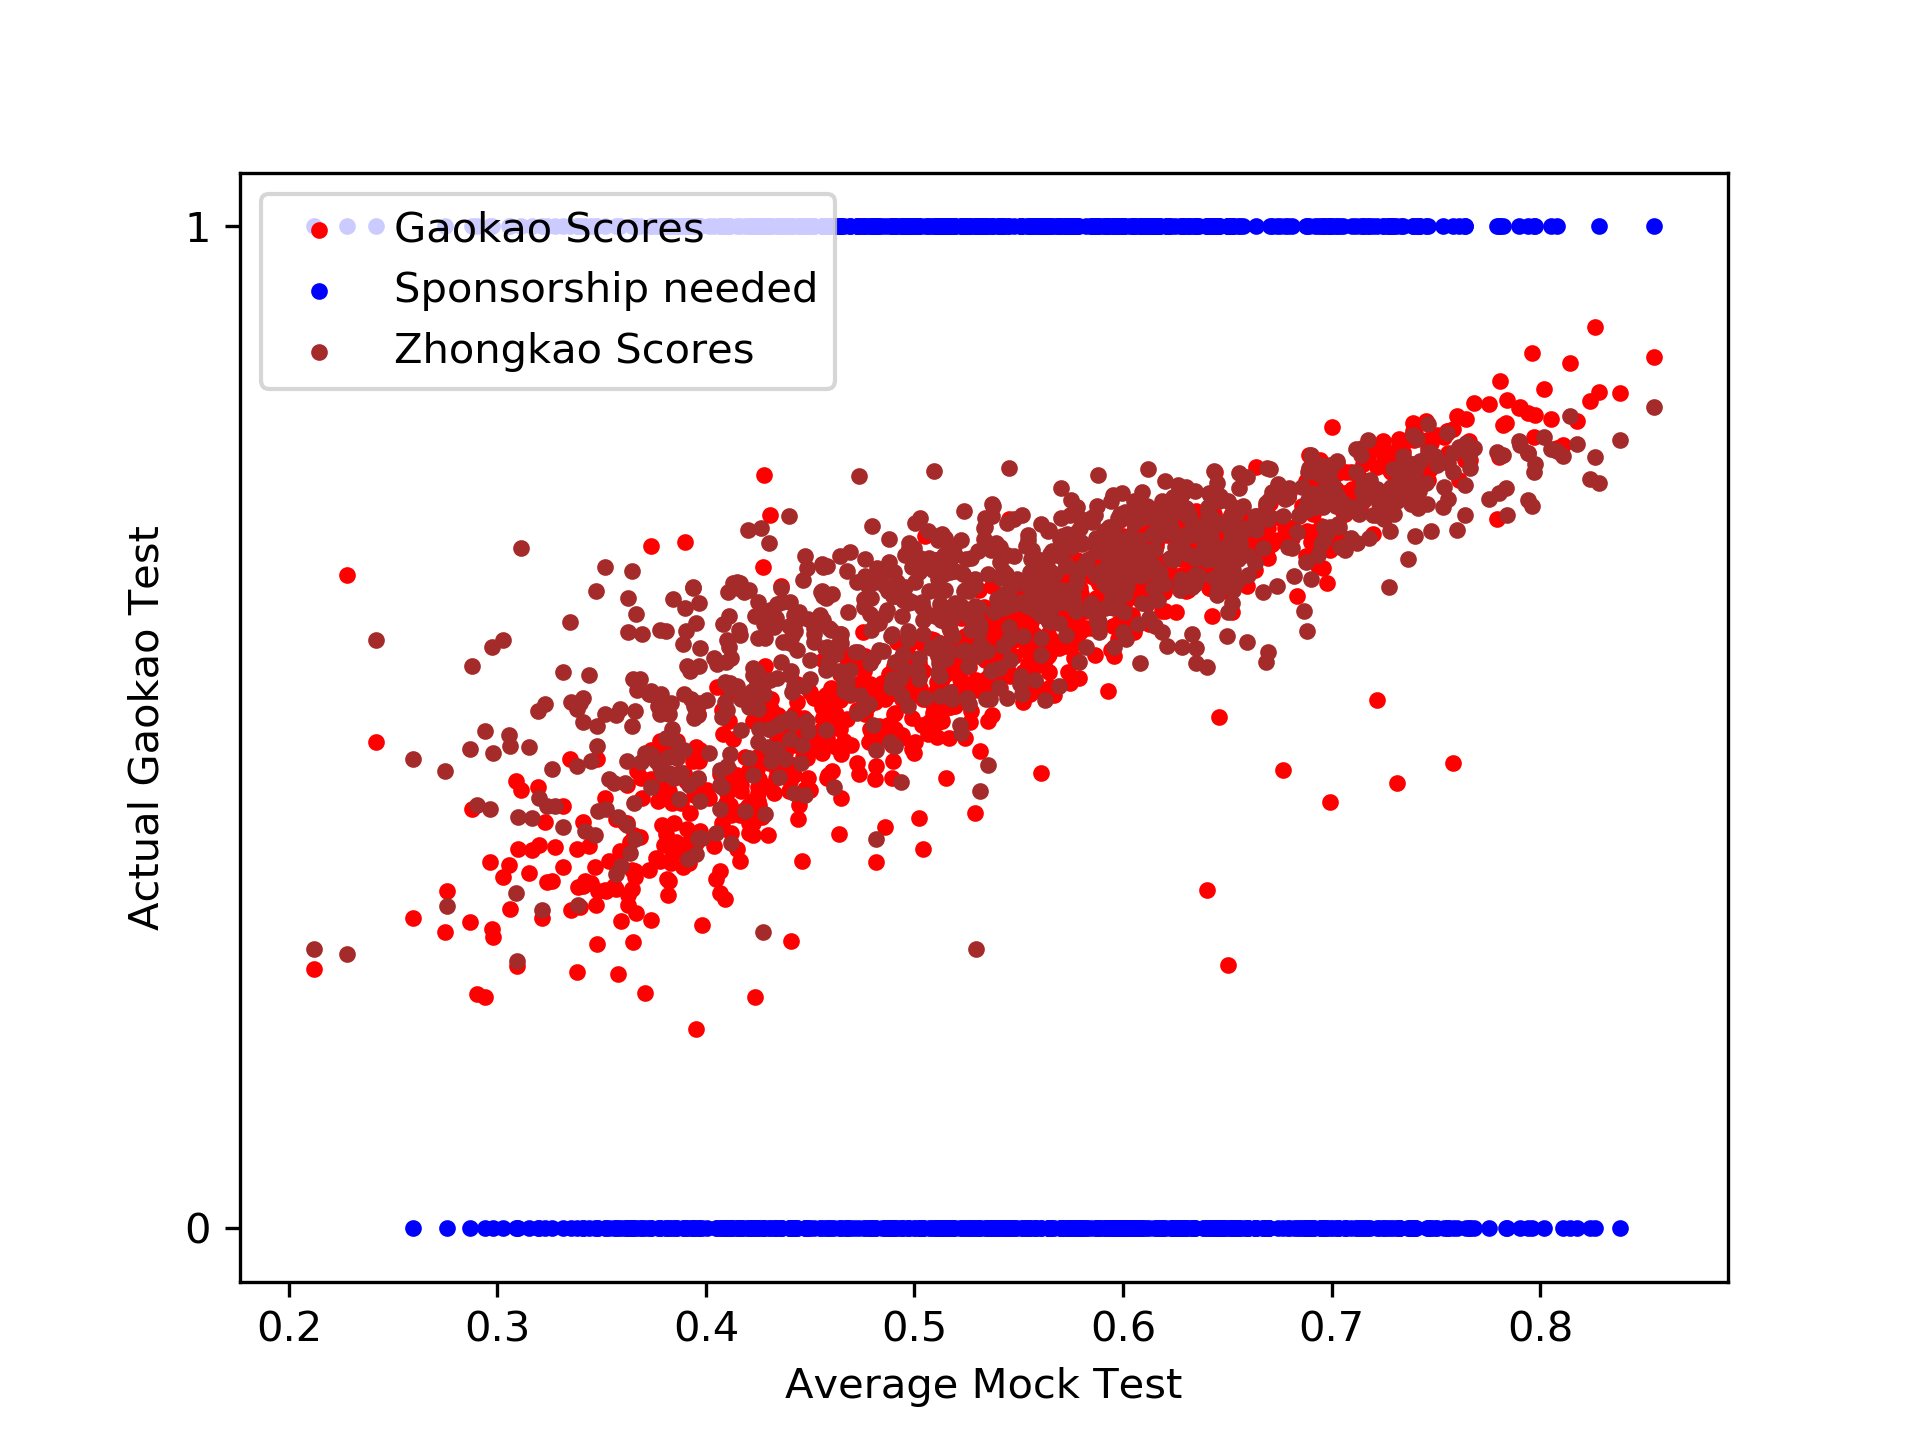 Gaokao Scores
Sponsorship needed
Zhongkao Scores
1
0
Actual Gaokao Test
0.2 0.3 0.4 0.5 0.6 0.7 0.8
Average Mock Test